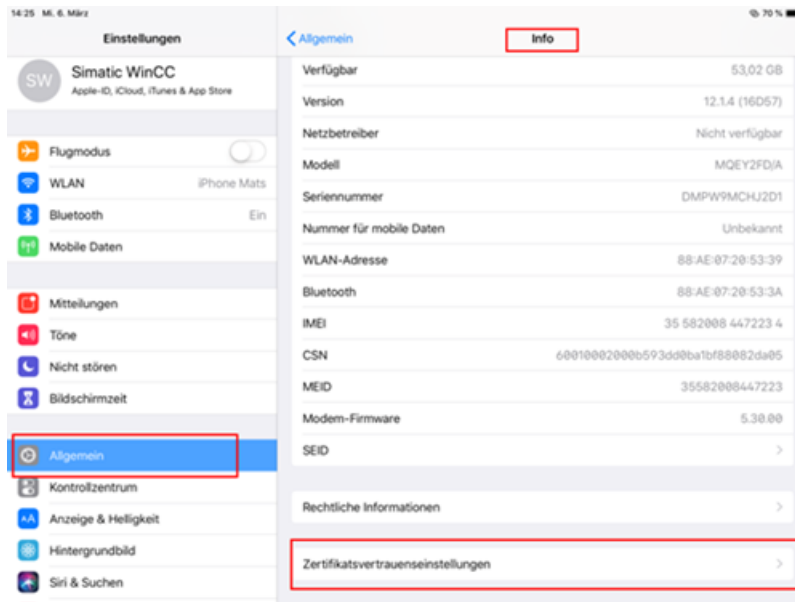 14:25 Mi. 6. März
70 %
Einstellungen
SW
Simatic WinCC
Apple-ID, iCloud, iTunes & App Store
Flugmodus
WLAN iPhone Mats
Bluetooth Ein
Mobile Daten
Mitteilungen
Töne
Nicht stören
Bildschirmzeit
Allgemein
Kontrollzentrum
AA Anzeige & Helligkeit
Hintergrundbild
Siri & Suchen
Allgemein Info
Verfügbar 53,02 GB
Version 12.1.4 (16D57)
Netzbetreiber Nicht verfügbar
Modell MQEY2FD/A
Seriennummer DMPW9MCHJ2D1
Nummer für mobile Daten Unbekannt
WLAN-Adresse 88:AE:07:20:53:39
Bluetooth 88:AE:07:20:53:3A
IMEI 35 582008 447223 4
CSN 60010002000b593dd0ba1bf88082da05
MEID 35582008447223
Modem-Firmware 5.30.00
SEID
Rechtliche Informationen
Zertifikatsvertrauenseinstellungen